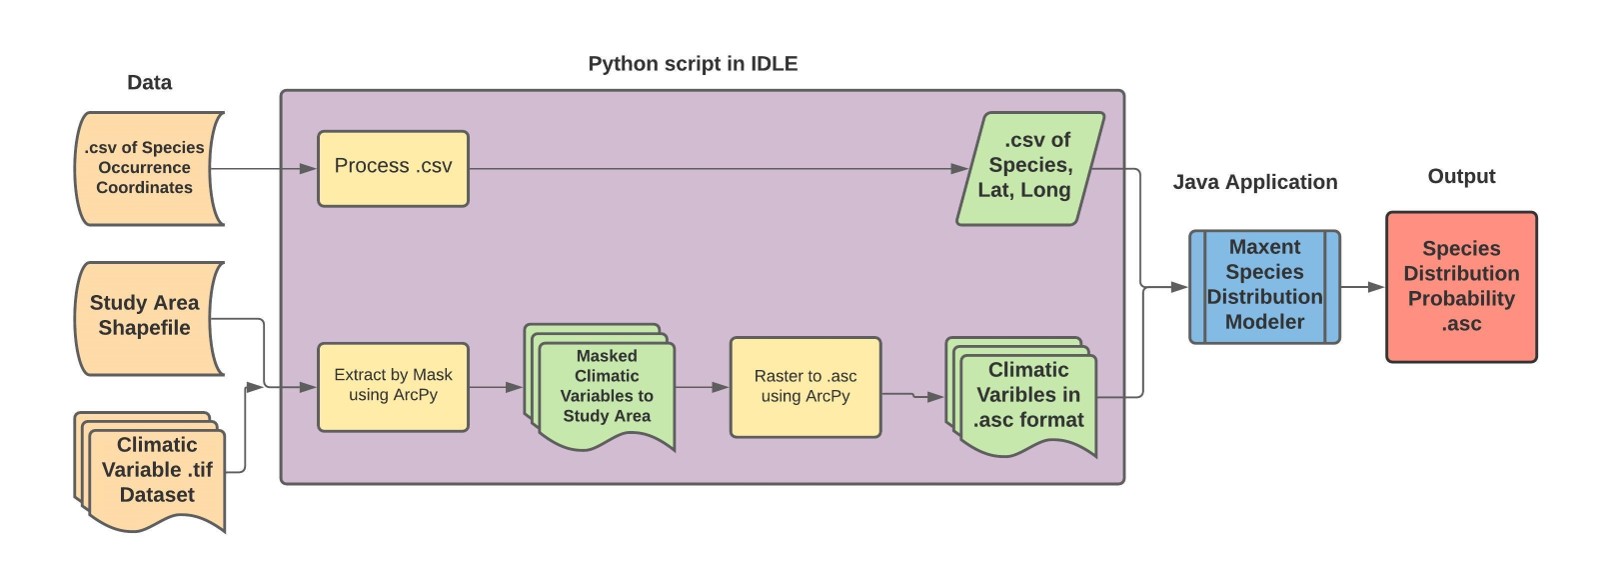 Python script in IDLE
Data
.csv of Species
Occurrence
Coordinates
Process .csv
.csv of
Species,
Lat, Long
Java Application
Output
Study Area
Shapefile
Maxent
Species
Distribution
Modeler
Species
Distribution
Probability
.asc
Extract by Mask
using ArcPy
Masked
Climatic
Variables to
Study Area
Raster to .asc
using ArcPy
Climatic
Varibles in
.asc format
Climatic
Variable .tif
Dataset